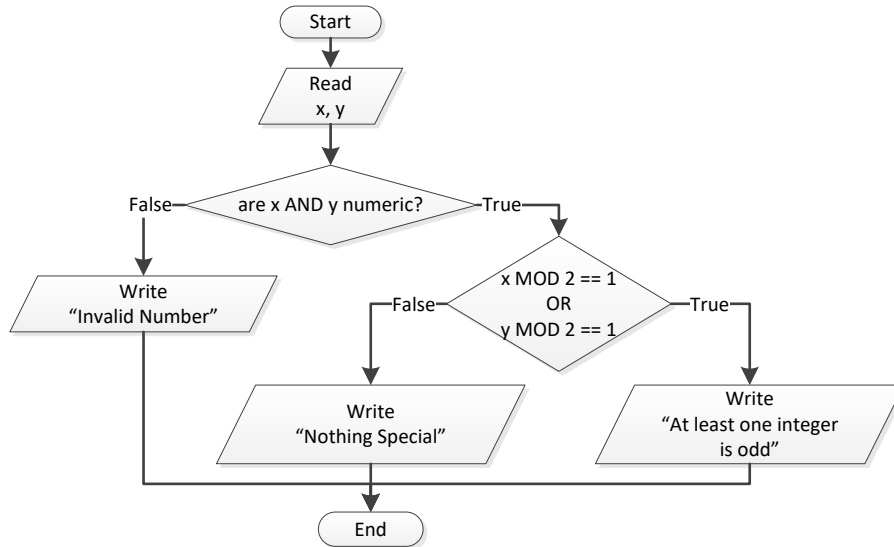 Start
Read
x, y
are x AND y numeric?
False
True
Write
“Invalid Number”
x MOD 2 == 1
OR
y MOD 2 == 1
False
True
Write
“Nothing Special”
Write
“At least one integer
is odd”
End